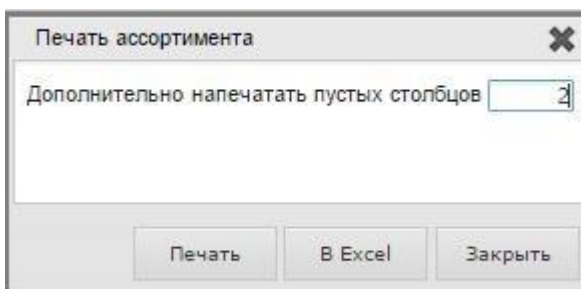 Печать ассортимента
Дополнительно напечатать пустых столбцов 2
Печать В Excel Закрыть